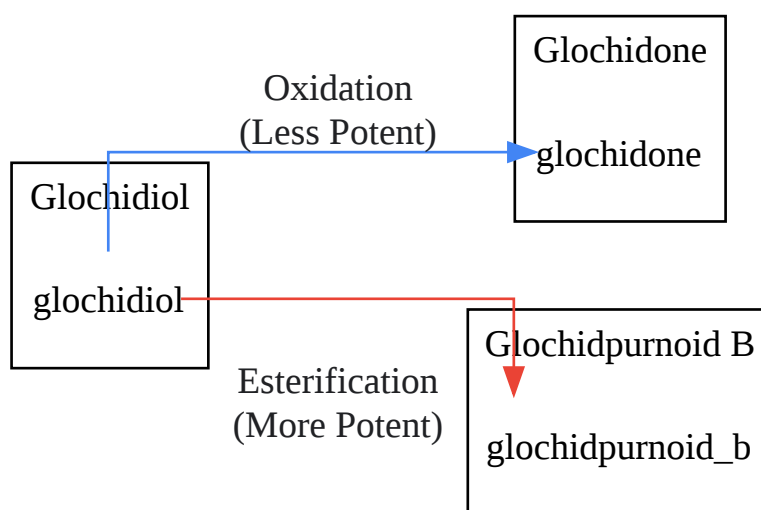 Glochidone
Oxidation
(Less Potent)
glochidone
Glochidiol
glochidiol
Glochidpurnoid B
Esterification
(More Potent)
glochidpurnoid_b